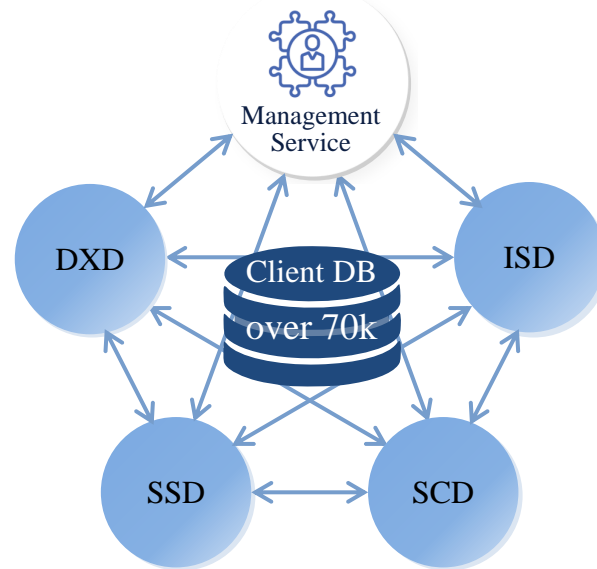 Management
Service
DXD
Client DB
ISD
over 70k
SSD
SCD